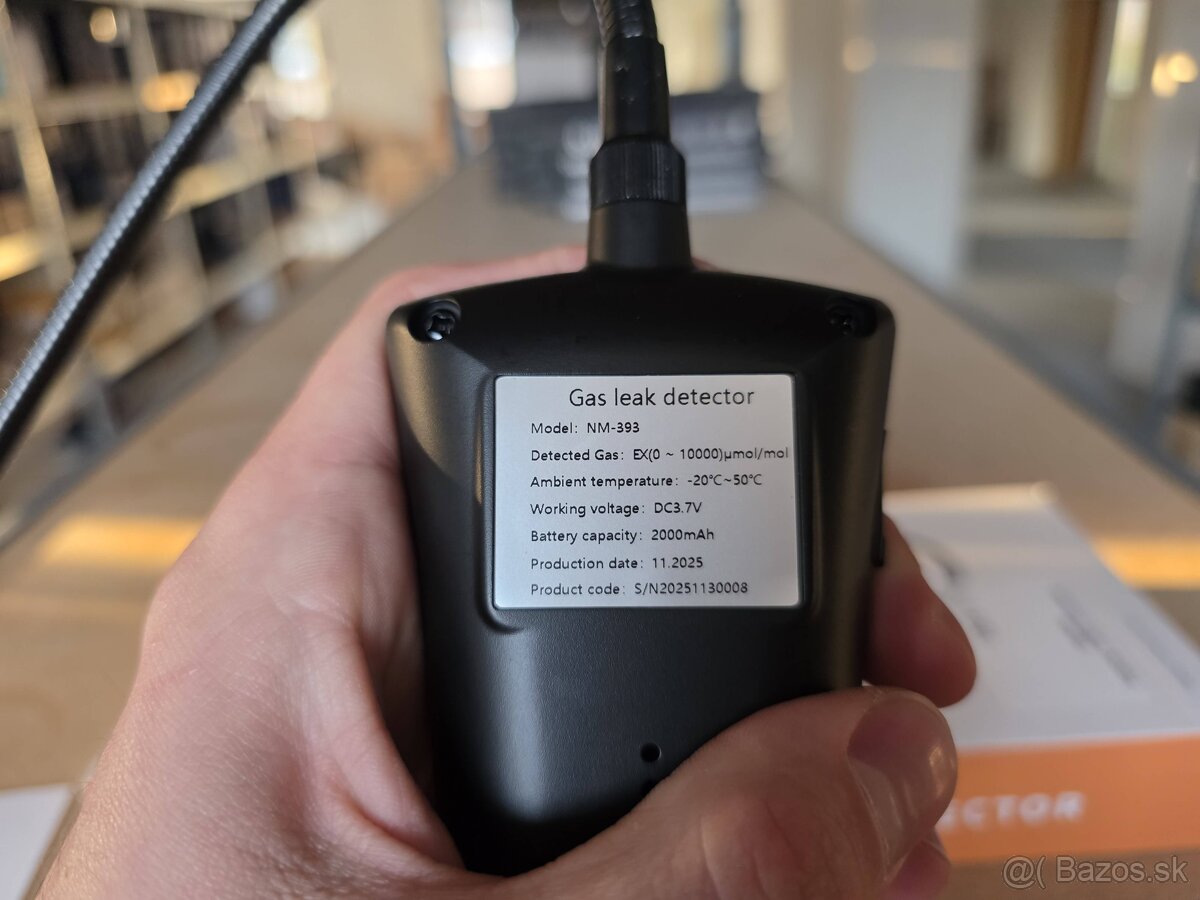 Gas leak detector
Model: NM-393
Detected Gas: EX(0 ~ 10000)µmol/mol
Ambient temperature: -20°C~50°C
Working voltage: DC3.7V
Battery capacity: 2000mAh
Production date: 11.2025
Product code: S/N20251130008
ECTOR
@( Bazos.sk